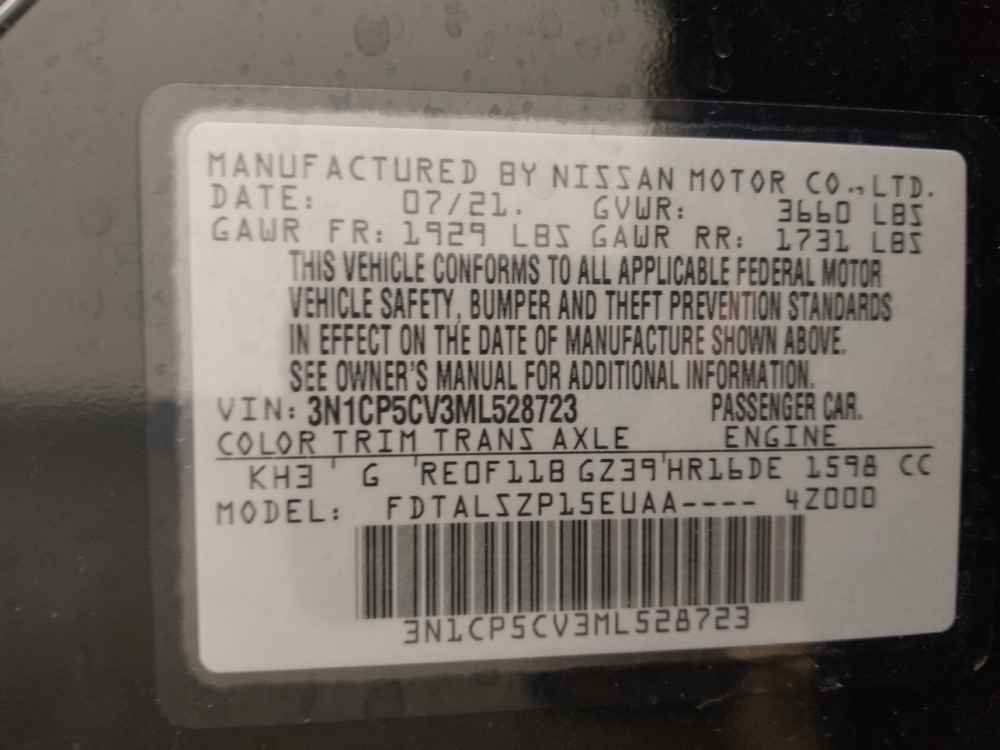 MANUFACTURED BY NISSAN MOTOR CO.,LTD.
DATE: 07/21. GVWR: 3660 LBS
GAWR FR: 1929 LBS GAWR RR: 1731 LBS
THIS VEHICLE CONFORMS TO ALL APPLICABLE FEDERAL MOTOR
VEHICLE SAFETY, BUMPER AND THEFT PREVENTION STANDARDS
IN EFFECT ON THE DATE OF MANUFACTURE SHOWN ABOVE.
SEE OWNER'S MANUAL FOR ADDITIONAL INFORMATION.
VIN: 3N1CP5CV3ML528723 PASSENGER CAR.
COLOR TRIM TRANS AXLE ENGINE
KH3 ' G 'RE0F11B GZ39'HR16DE 1598 CC
MODEL: FDTALSZP15EUAA---- 4Z000
3N1CP5CV3ML528723